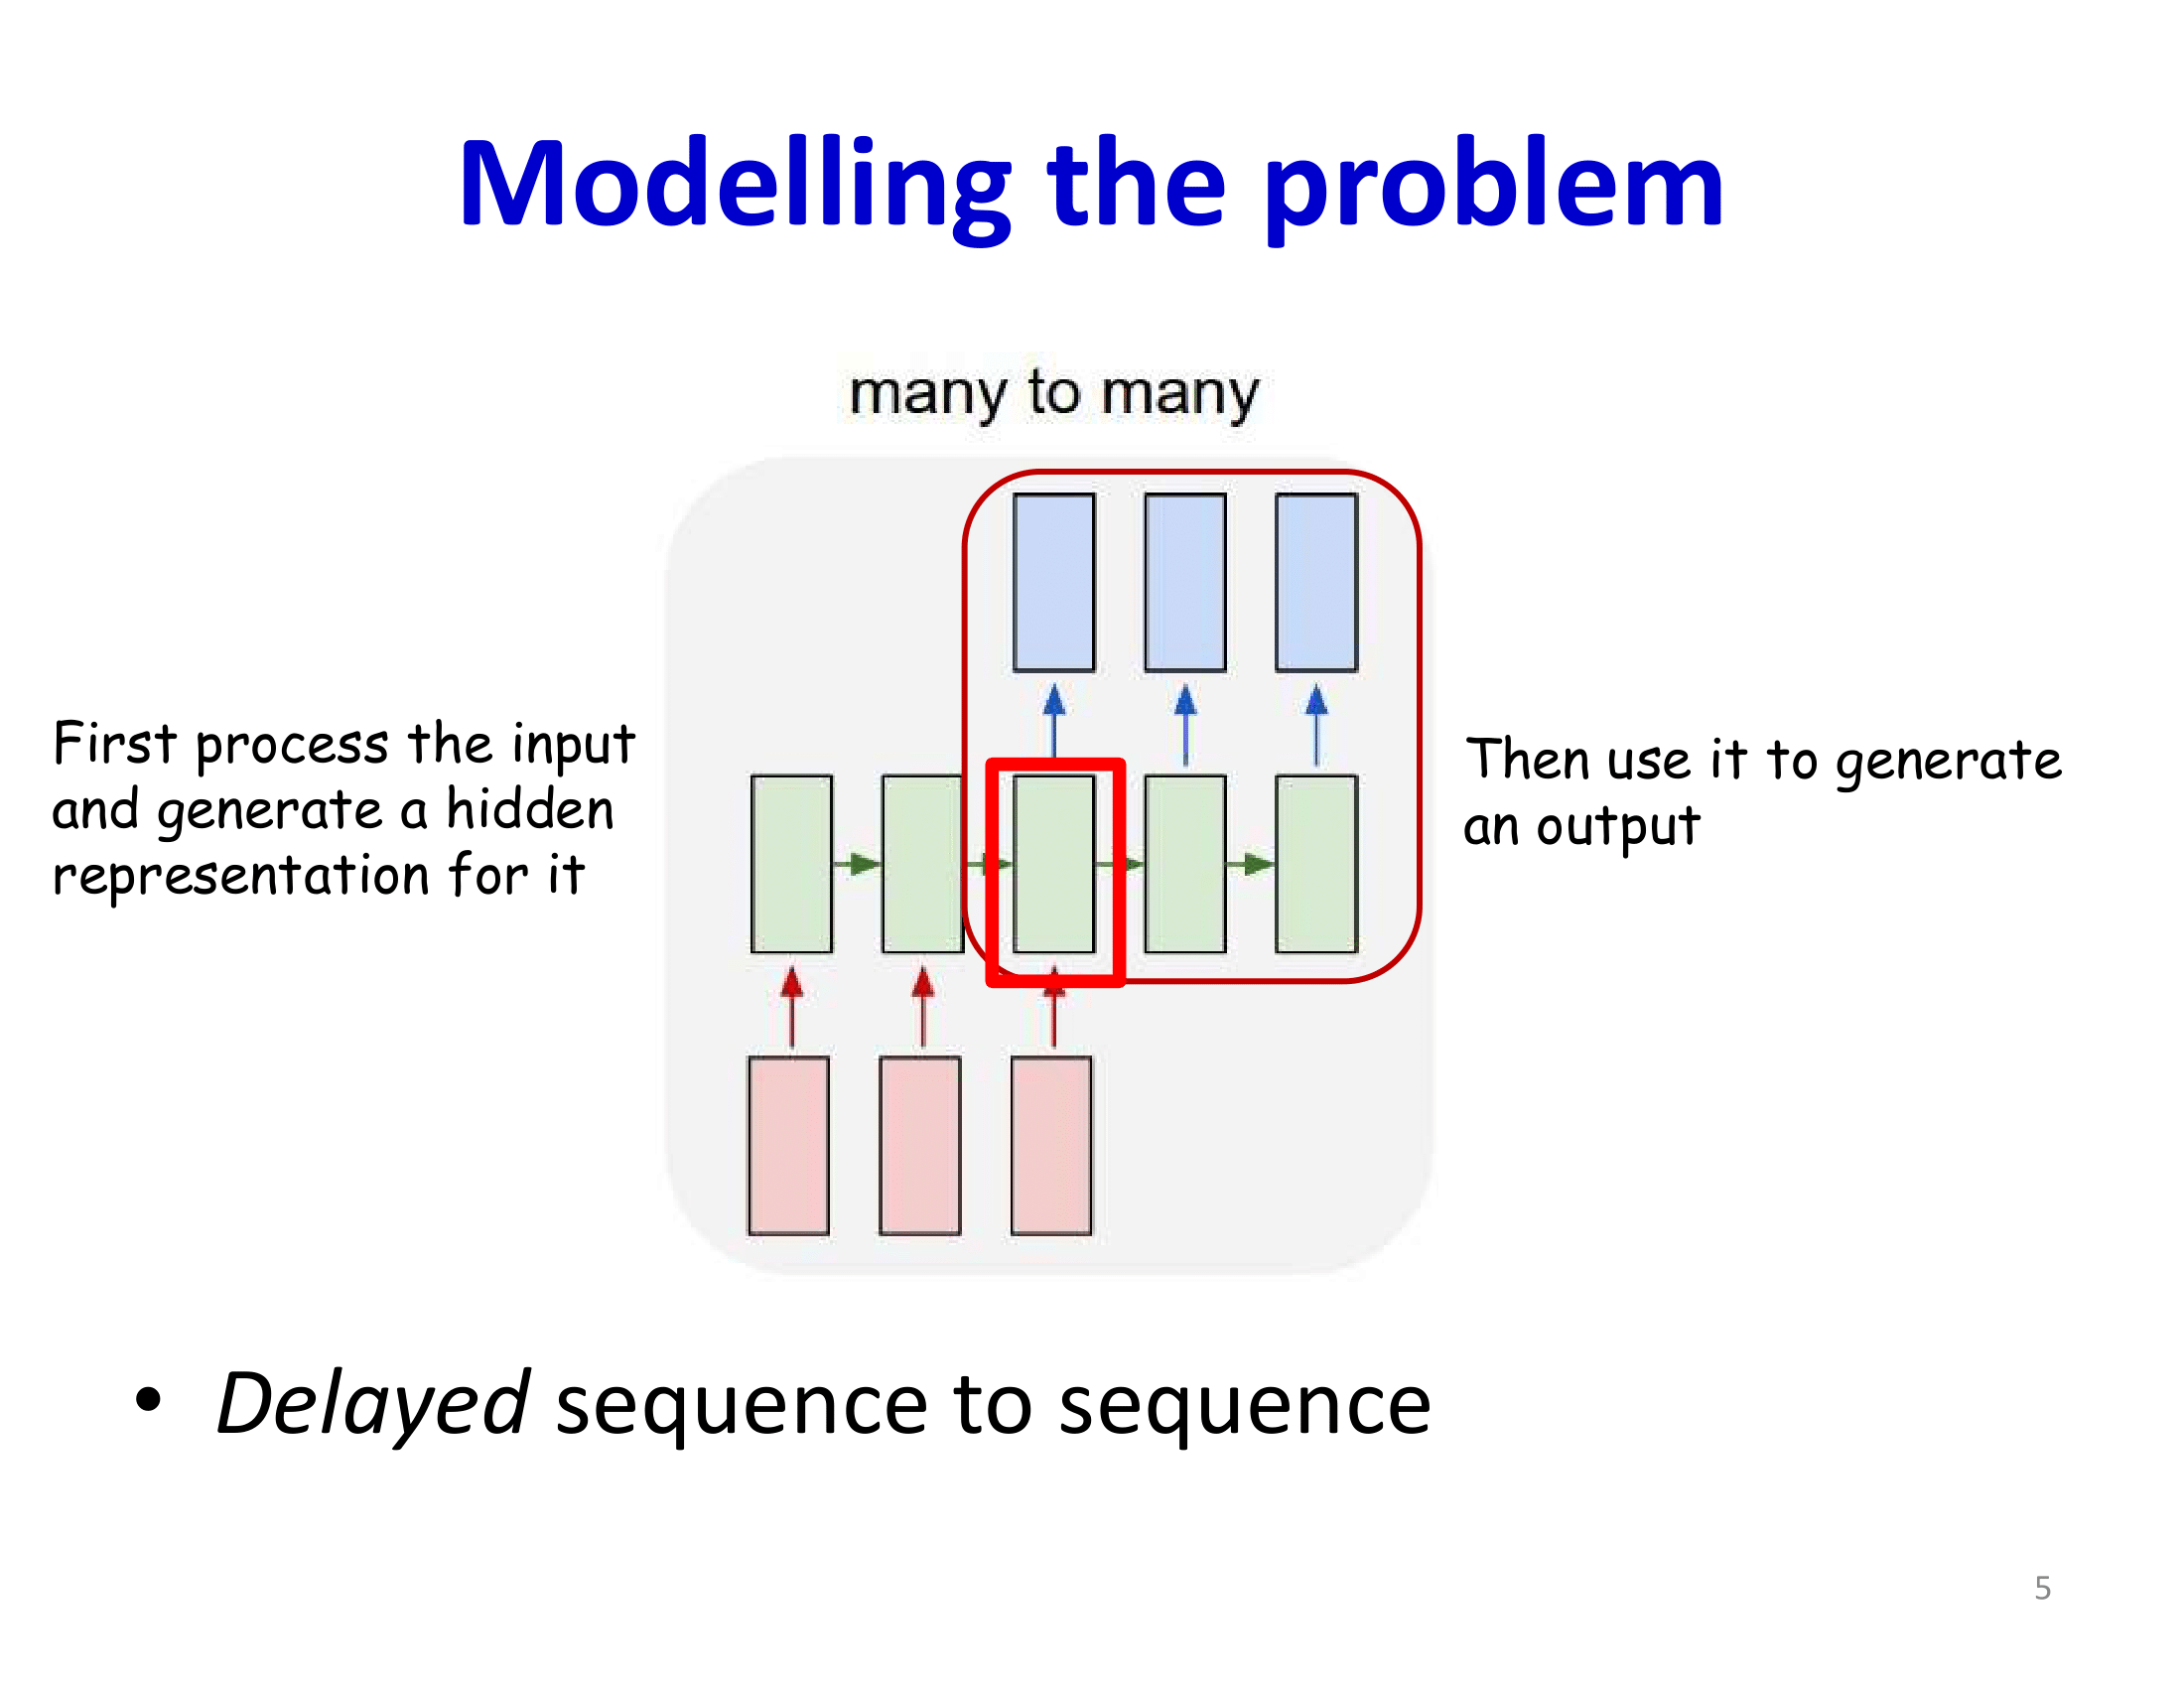 Modelling the problem
many to many
First process the input
and generate a hidden
representation for it
Then use it to generate
an output
• Delayed sequence to sequence
5